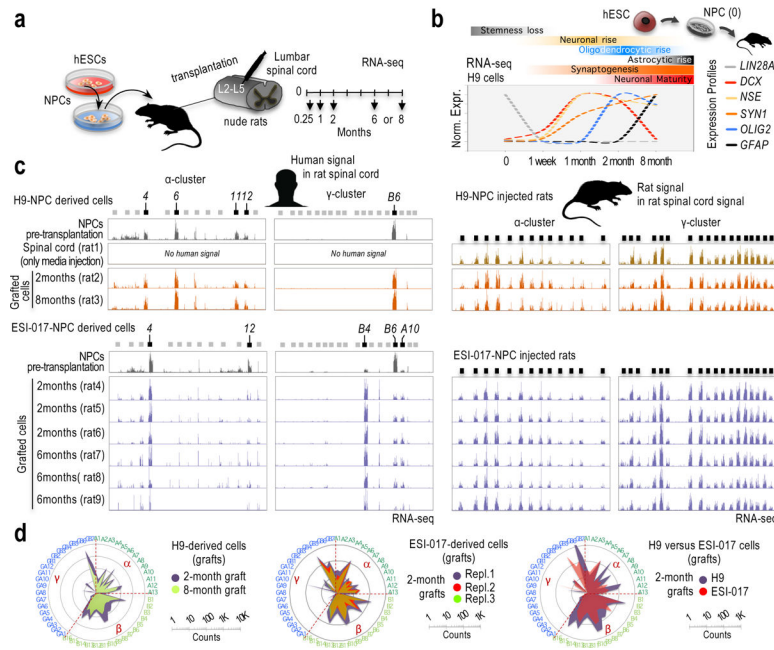 a
hESCs
NPCs
transplantation
Lumbar
spinal cord
L2-L5
nude rats
RNA-seq
0
0.25 1 2 6 or 8
Months
b
hESC
NPC (0)
Stemness loss
Neuronal rise
Oligodendrocytic rise
Astrocytic rise
Synaptogenesis
Neuronal Maturity
RNA-seq
H9 cells
Norm. Expr.
0 1 week 1 month 2 month 8 month
Expression Profiles
LIN28A
DCX
NSE
SYN1
OLIG2
GFAP
c
Human signal
in rat spinal cord
α-cluster
γ-cluster
H9-NPC derived cells
4 6 11 12
B6
NPCs
pre-transplantation
Spinal cord (rat1)
(only media injection)
No human signal
No human signal
Grafted cells
2months (rat2)
8months (rat3)
H9-NPC injected rats
Rat signal
in rat spinal cord signal
α-cluster
γ-cluster
ESI-017-NPC derived cells
4 12
B4 B6 A10
NPCs
pre-transplantation
Grafted cells
2months (rat4)
2months (rat5)
2months (rat6)
6months (rat7)
6months( rat8)
6months (rat9)
RNA-seq
ESI-017-NPC injected rats
RNA-seq
d
α
β
γ
H9-derived cells
(grafts)
2-month graft
8-month graft
1 10 100 1K 10K
Counts
α
β
γ
ESI-017-derived cells
(grafts)
2-month
grafts
Repl.1
Repl.2
Repl.3
1 10 100 1K
Counts
α
β
γ
H9 versus ESI-017 cells
(grafts)
2-month
grafts
H9
ESI-017
1 10 100 1K
Counts